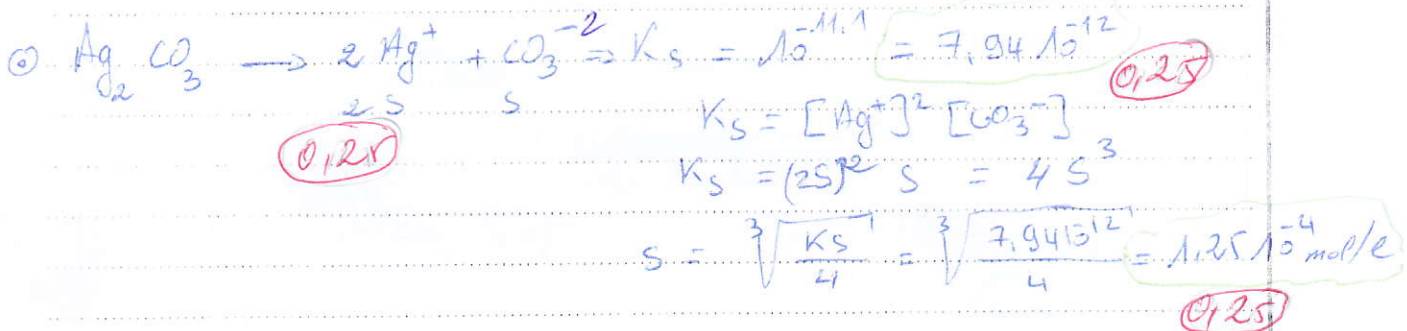 ⊙ Ag₂CO₃ → 2 Ag⁺ + CO₃⁻² ⇒ Ks = 10⁻¹¹·¹ = 7,94 10⁻¹²
0,25
2S S
Ks = [Ag⁺]² [CO₃⁻]
0,25
Ks = (2S)² S = 4 S³
S = ∛(Ks/4) = ∛(7,94 10⁻¹²/4) = 1,25 10⁻⁴ mol/l
0,25